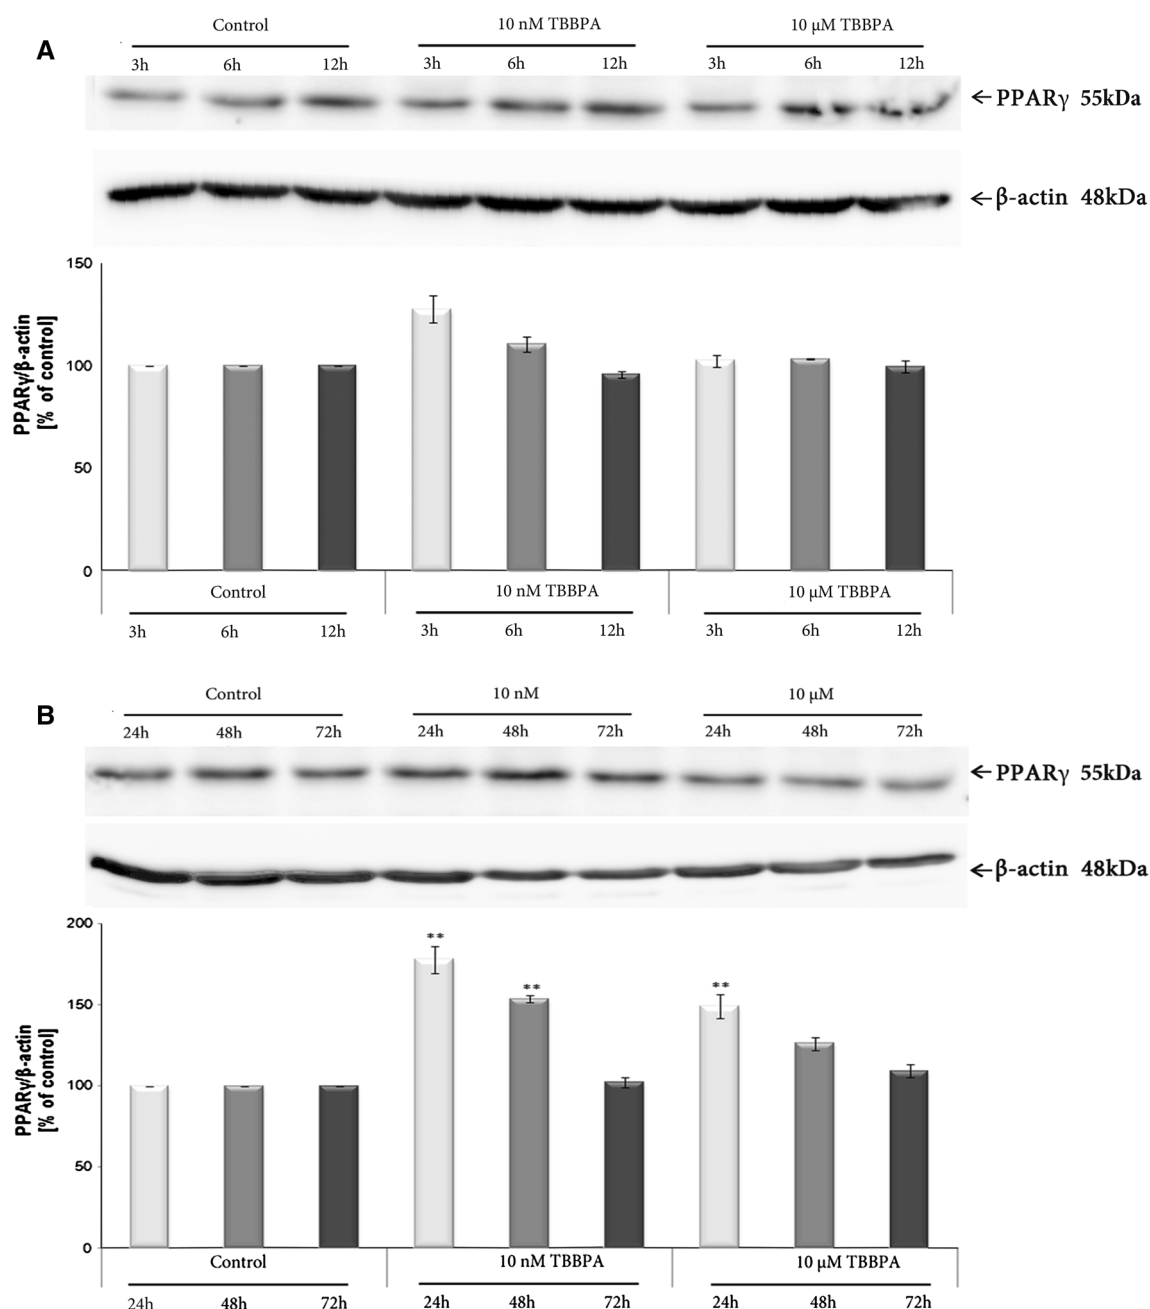 A
Control 10 nM TBBPA 10 µM TBBPA
3h 6h 12h 3h 6h 12h 3h 6h 12h
← PPARγ 55kDa
← β-actin 48kDa
PPARγ/β-actin
[% of control]
150
100
50
0
Control 10 nM TBBPA 10 µM TBBPA
3h 6h 12h 3h 6h 12h 3h 6h 12h
B
Control 10 nM 10 µM
24h 48h 72h 24h 48h 72h 24h 48h 72h
← PPARγ 55kDa
← β-actin 48kDa
PPARγ/β-actin
[% of control]
200
150
100
50
0
** ** **
Control 10 nM TBBPA 10 µM TBBPA
24h 48h 72h 24h 48h 72h 24h 48h 72h